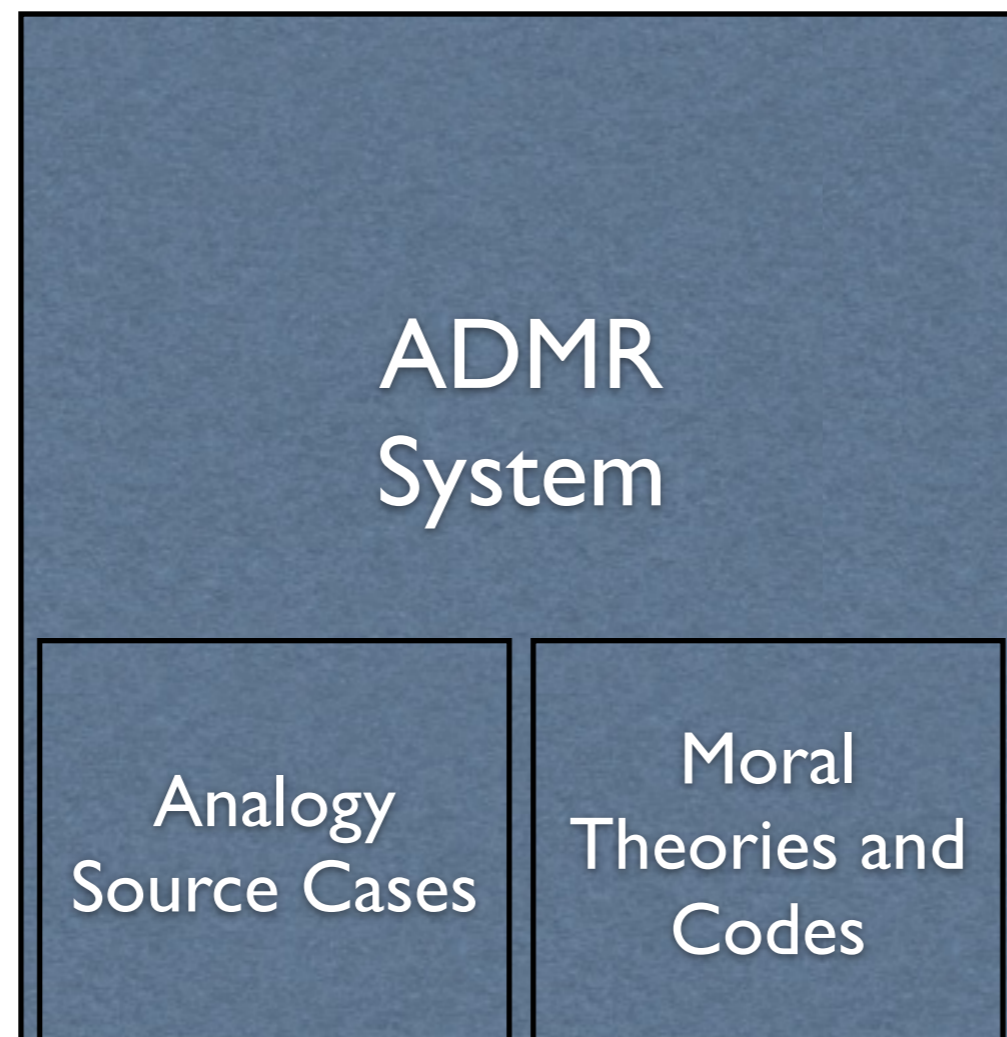 ADMR
System
Analogy
Source Cases
Moral
Theories and
Codes